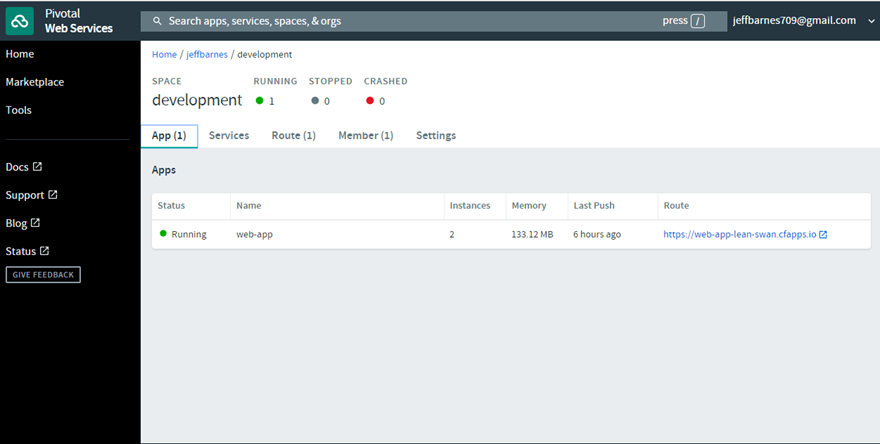 Pivotal
Web Services
Search apps, services, spaces, & orgs
press /
jeffbarnes709@gmail.com
Home
Marketplace
Tools
Docs
Support
Blog
Status
GIVE FEEDBACK
Home / jeffbarnes / development
SPACE RUNNING STOPPED CRASHED
development 1 0 0
App (1) Services Route (1) Member (1) Settings
Apps
Status Name Instances Memory Last Push Route
Running web-app 2 133.12 MB 6 hours ago https://web-app-lean-swan.cfapps.io